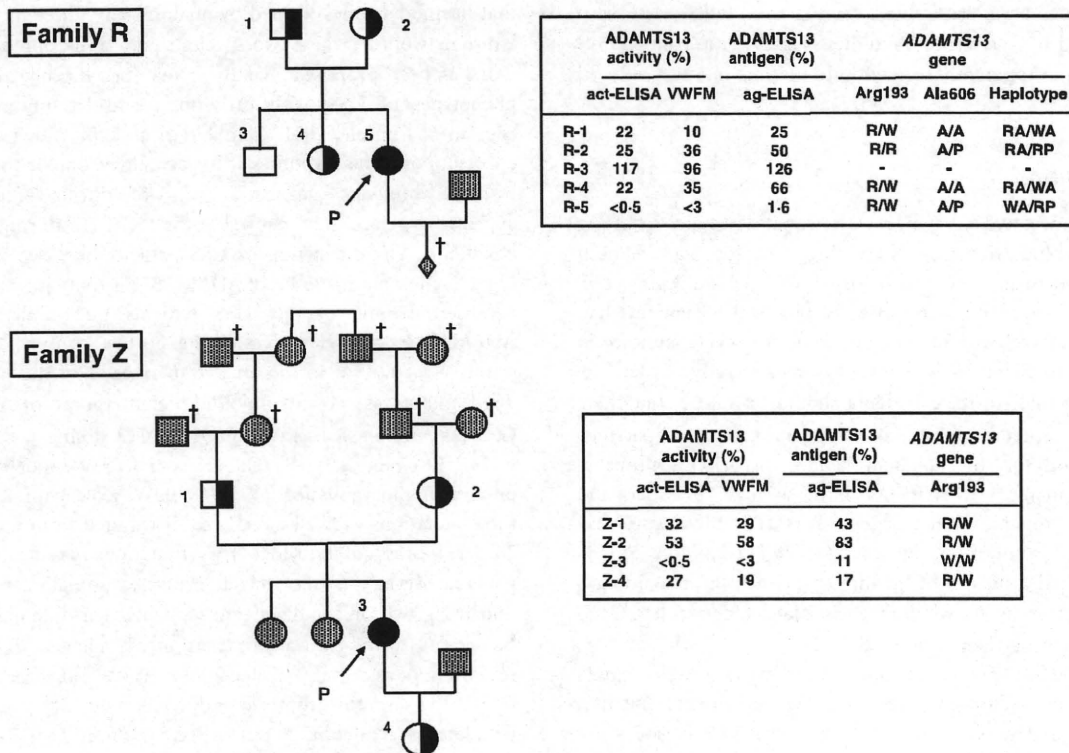 Family R
1
2
3
4
5
P
†
ADAMTS13 activity (%) ADAMTS13 antigen (%) ADAMTS13 gene
act-ELISA VWFM ag-ELISA Arg193 Ala606 Haplotype
R-1 22 10 25 R/W A/A RA/WA
R-2 25 36 50 R/R A/P RA/RP
R-3 117 96 126 - - -
R-4 22 35 66 R/W A/A RA/WA
R-5 <0·5 <3 1·6 R/W A/P WA/RP
Family Z
† † † †
† † † †
1
2
3
P
4
ADAMTS13 activity (%) ADAMTS13 antigen (%) ADAMTS13 gene
act-ELISA VWFM ag-ELISA Arg193
Z-1 32 29 43 R/W
Z-2 53 58 83 R/W
Z-3 <0·5 <3 11 W/W
Z-4 27 19 17 R/W